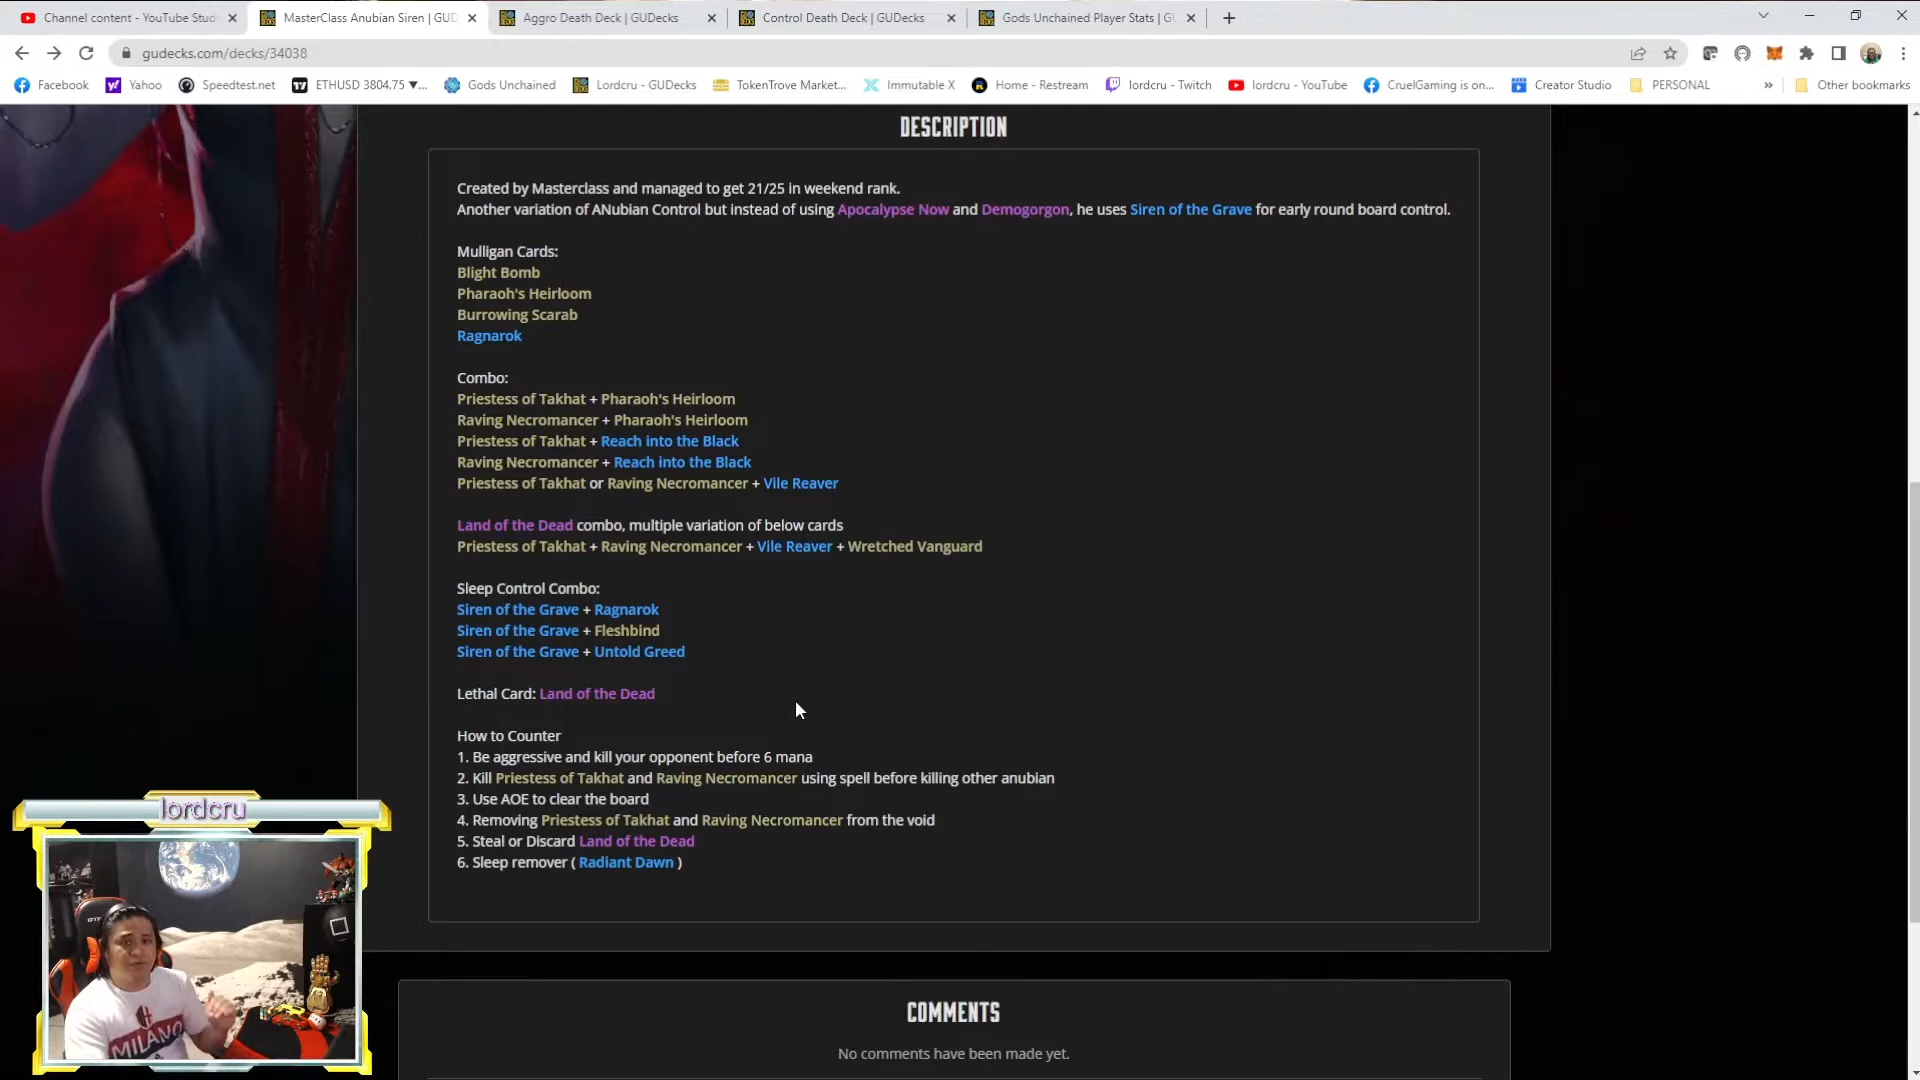 Channel content - YouTube Studi
MasterClass Anubian Siren | GUD
Aggro Death Deck | GUDecks
Control Death Deck | GUDecks
Gods Unchained Player Stats | G
gudecks.com/decks/34038
Facebook
Yahoo
Speedtest.net
ETHUSD 3804.75 ▼...
Gods Unchained
Lordcru - GUDecks
TokenTrove Market...
Immutable X
Home - Restream
lordcru - Twitch
lordcru - YouTube
CruelGaming is on...
Creator Studio
PERSONAL
»
Other bookmarks
DESCRIPTION
Created by Masterclass and managed to get 21/25 in weekend rank.
Another variation of ANubian Control but instead of using Apocalypse Now and Demogorgon, he uses Siren of the Grave for early round board control.
Mulligan Cards:
Blight Bomb
Pharaoh's Heirloom
Burrowing Scarab
Ragnarok
Combo:
Priestess of Takhat + Pharaoh's Heirloom
Raving Necromancer + Pharaoh's Heirloom
Priestess of Takhat + Reach into the Black
Raving Necromancer + Reach into the Black
Priestess of Takhat or Raving Necromancer + Vile Reaver
Land of the Dead combo, multiple variation of below cards
Priestess of Takhat + Raving Necromancer + Vile Reaver + Wretched Vanguard
Sleep Control Combo:
Siren of the Grave + Ragnarok
Siren of the Grave + Fleshbind
Siren of the Grave + Untold Greed
Lethal Card: Land of the Dead
How to Counter
1. Be aggressive and kill your opponent before 6 mana
2. Kill Priestess of Takhat and Raving Necromancer using spell before killing other anubian
3. Use AOE to clear the board
4. Removing Priestess of Takhat and Raving Necromancer from the void
5. Steal or Discard Land of the Dead
6. Sleep remover ( Radiant Dawn )
lordcru
MILANO
COMMENTS
No comments have been made yet.